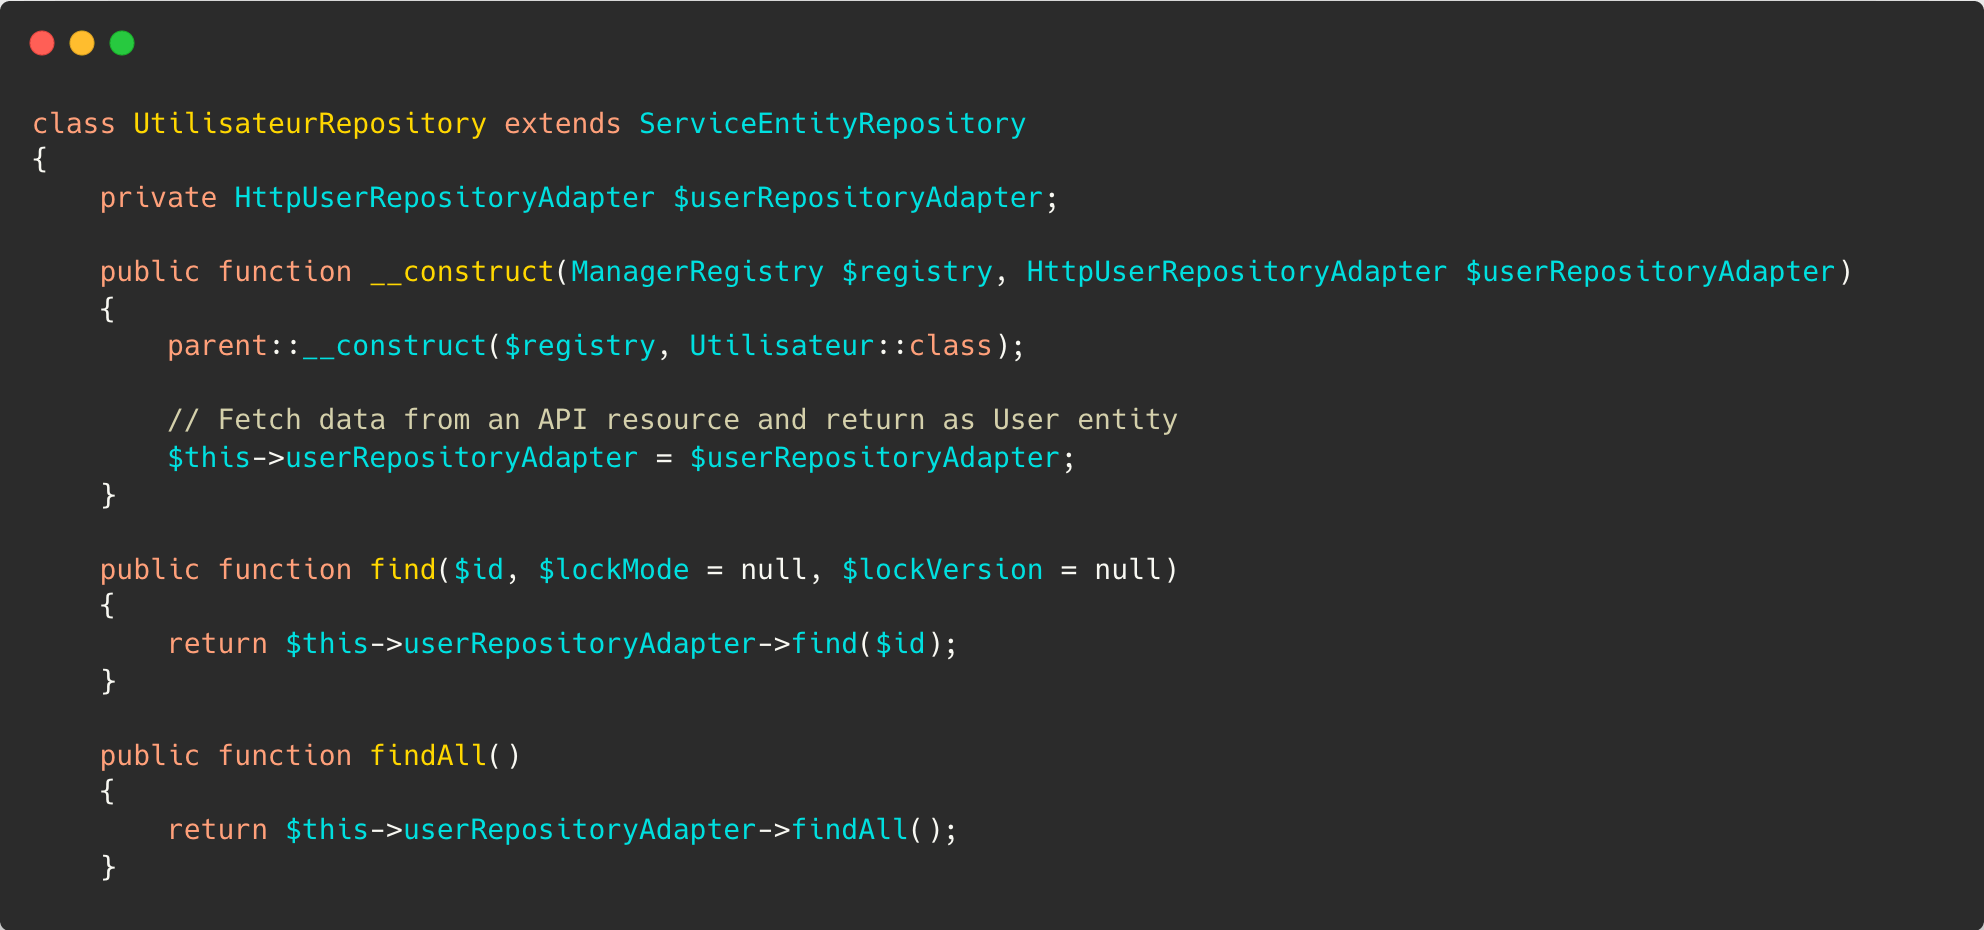 class UtilisateurRepository extends ServiceEntityRepository
{
    private HttpUserRepositoryAdapter $userRepositoryAdapter;

    public function __construct(ManagerRegistry $registry, HttpUserRepositoryAdapter $userRepositoryAdapter)
    {
        parent::__construct($registry, Utilisateur::class);

        // Fetch data from an API resource and return as User entity
        $this->userRepositoryAdapter = $userRepositoryAdapter;
    }

    public function find($id, $lockMode = null, $lockVersion = null)
    {
        return $this->userRepositoryAdapter->find($id);
    }

    public function findAll()
    {
        return $this->userRepositoryAdapter->findAll();
    }